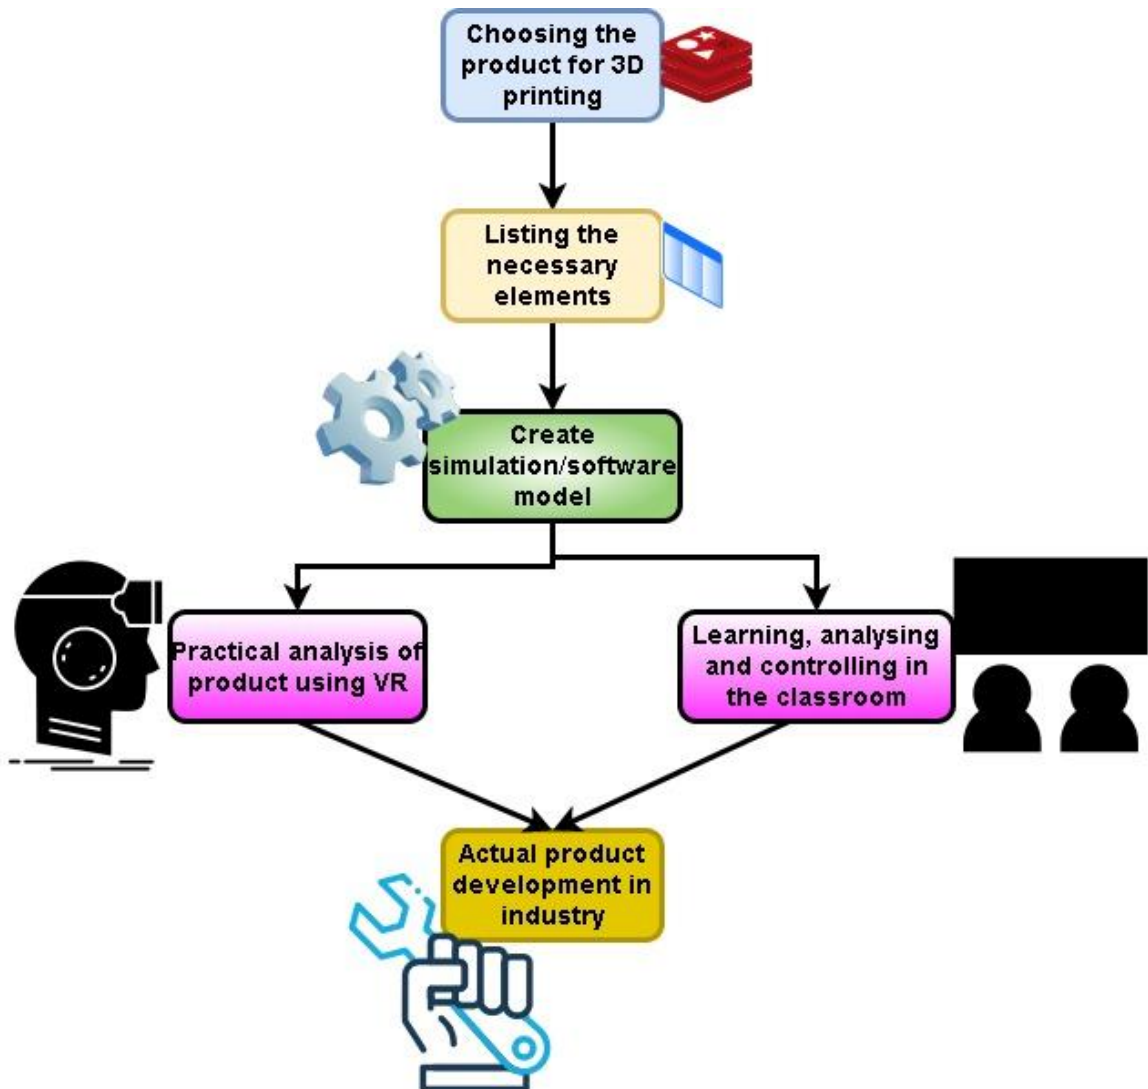 Choosing the
product for 3D
printing
Listing the
necessary
elements
Create
simulation/software
model
Practical analysis of
product using VR
Learning, analysing
and controlling in
the classroom
Actual product
development in
industry